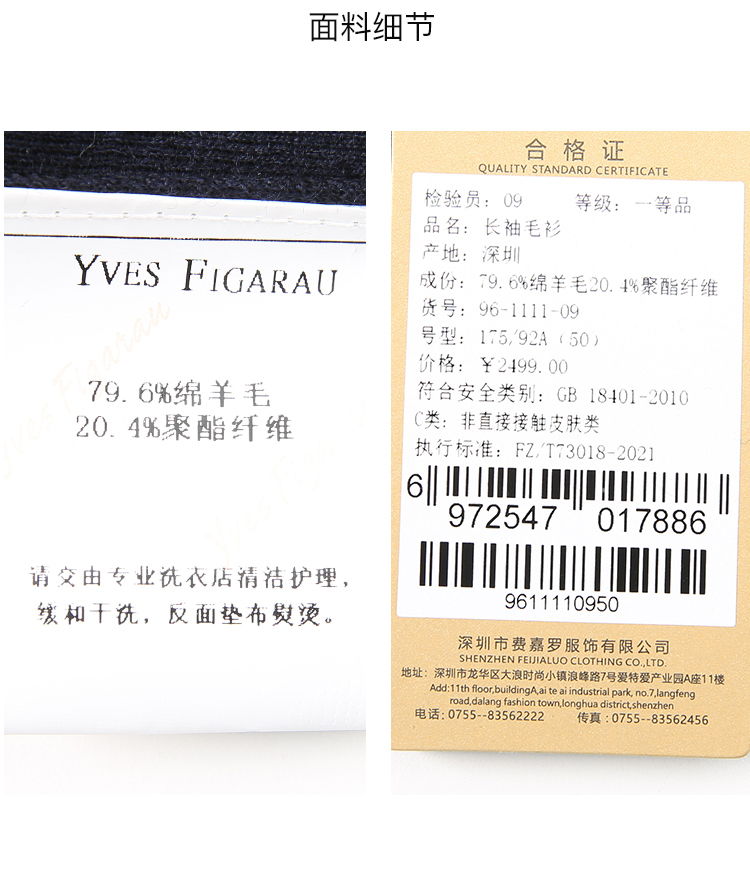 面料细节
YVES FIGARAU
79.6%绵羊毛
20.4%聚酯纤维
Yves Figarau
Yves Figarau
请交由专业洗衣店清洁护理，
缓和干洗，反面垫布熨烫。
合格证
QUALITY STANDARD CERTIFICATE
检验员：09 等级：一等品
品名：长袖毛衫
产地：深圳
成份：79.6%绵羊毛20.4%聚酯纤维
货号：96-1111-09
号型：175/92A（50）
价格：￥2499.00
符合安全类别：GB 18401-2010
C类：非直接接触皮肤类
执行标准：FZ/T73018-2021
6 972547 017886
9611110950
深圳市费嘉罗服饰有限公司
SHENZHEN FEIJIALUO CLOTHING CO.,LTD.
地址：深圳市龙华区大浪时尚小镇浪峰路7号爱特爱产业园A座11楼
Add:11th floor,buildingA,ai te ai industrial park, no.7,langfeng
road,dalang fashion town,longhua district,shenzhen
电话：0755--83562222 传真：0755--83562456